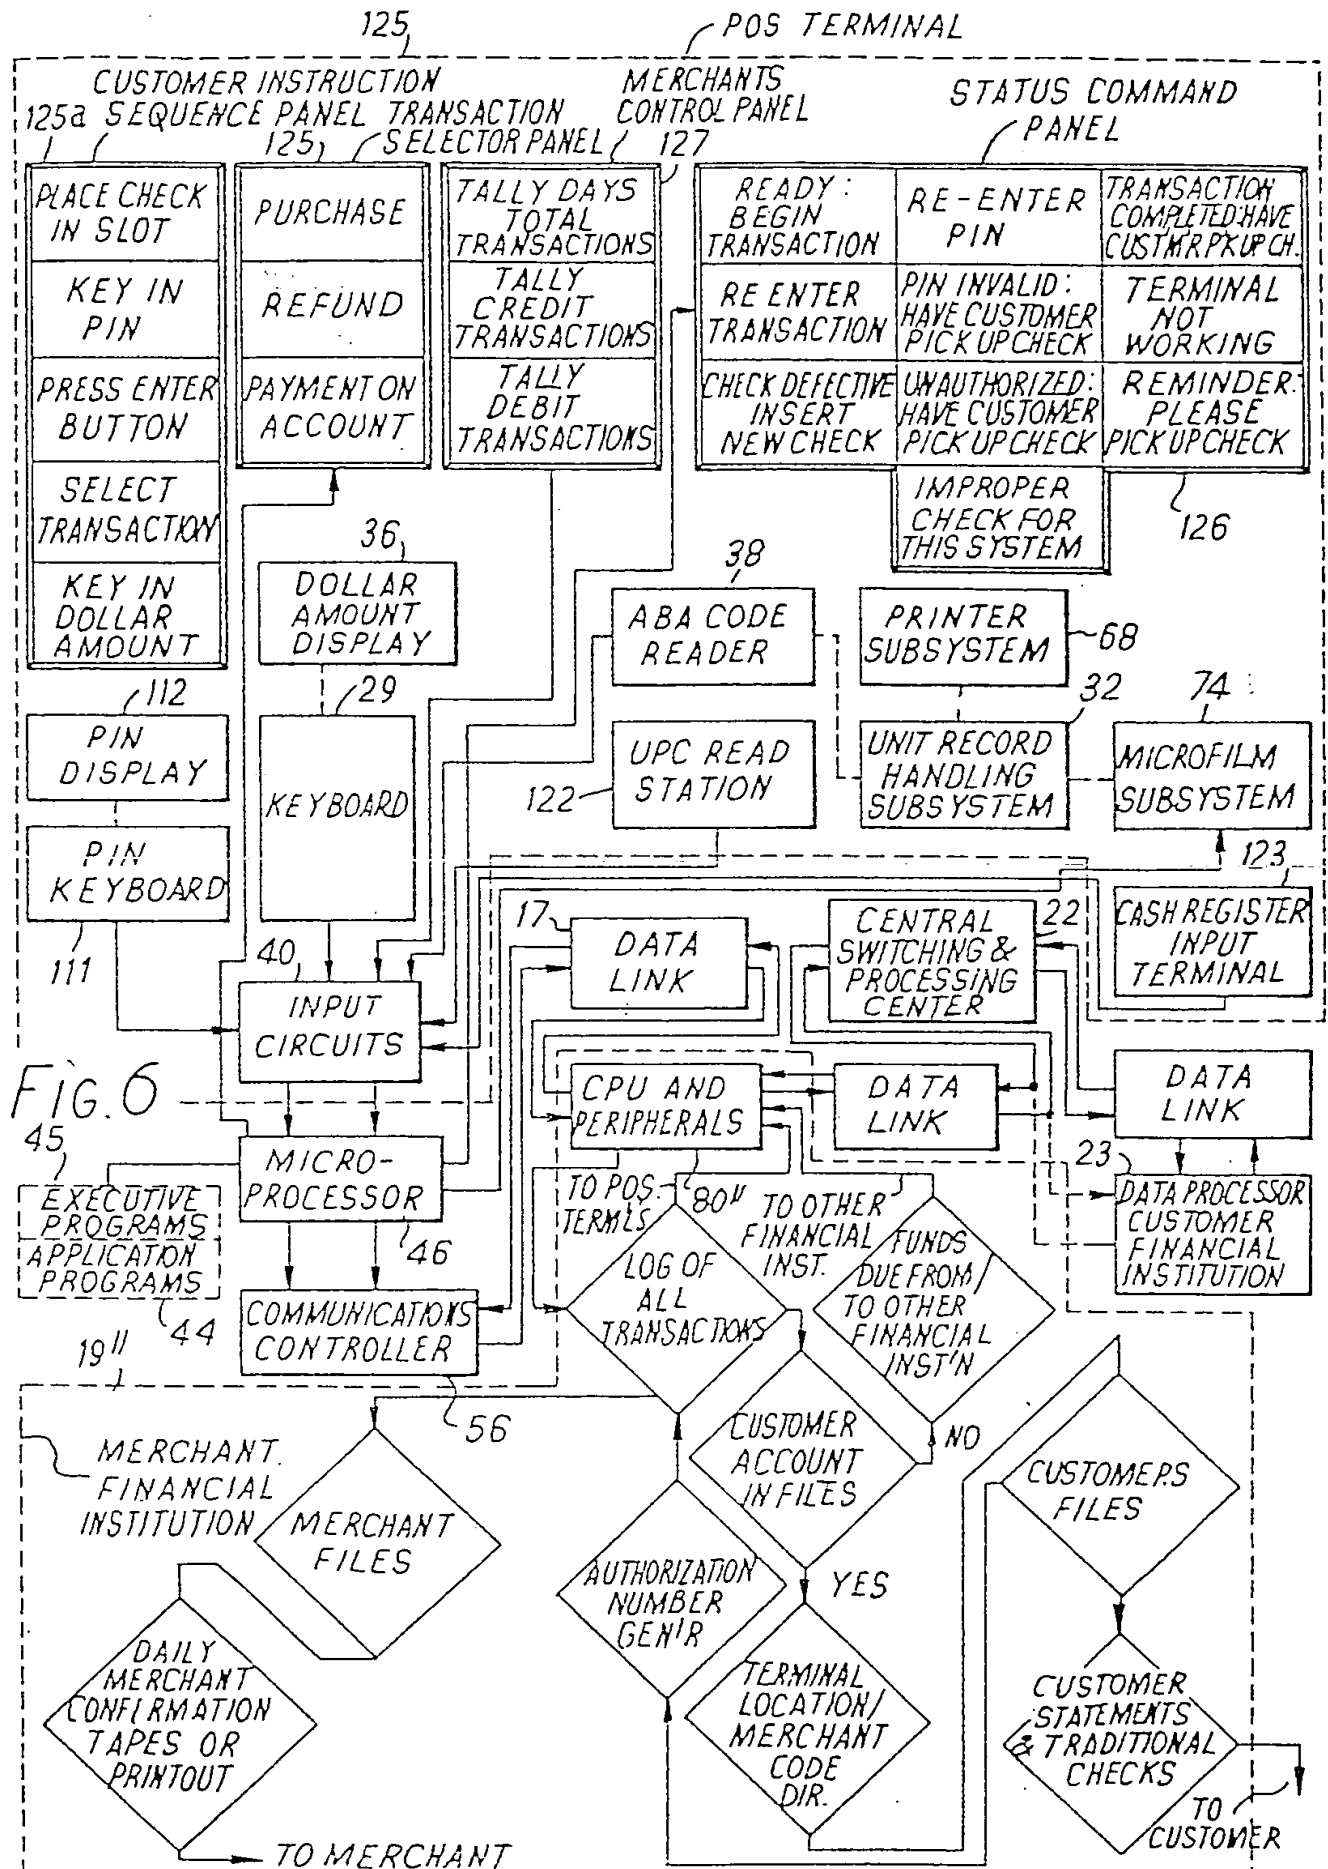 125
POS TERMINAL
CUSTOMER INSTRUCTION
SEQUENCE PANEL
125a
TRANSACTION
SELECTOR PANEL
125
MERCHANTS
CONTROL PANEL
127
STATUS COMMAND
PANEL
PLACE CHECK
IN SLOT
KEY IN
PIN
PRESS ENTER
BUTTON
SELECT
TRANSACTION
KEY IN
DOLLAR
AMOUNT
PURCHASE
REFUND
PAYMENT ON
ACCOUNT
TALLY DAYS
TOTAL
TRANSACTIONS
TALLY
CREDIT
TRANSACTIONS
TALLY
DEBIT
TRANSACTIONS
READY:
BEGIN
TRANSACTION
RE-ENTER
PIN
TRANSACTION
COMPLETED:HAVE
CUSTM'R PK UP CH.
RE ENTER
TRANSACTION
PIN INVALID:
HAVE CUSTOMER
PICK UP CHECK
TERMINAL
NOT
WORKING
CHECK DEFECTIVE
INSERT
NEW CHECK
UNAUTHORIZED:
HAVE CUSTOMER
PICK UP CHECK
REMINDER:
PLEASE
PICK UP CHECK
IMPROPER
CHECK FOR
THIS SYSTEM
126
36
DOLLAR
AMOUNT
DISPLAY
38
ABA CODE
READER
PRINTER
SUBSYSTEM
68
112
PIN
DISPLAY
29
KEYBOARD
UPC READ
STATION
122
32
UNIT RECORD
HANDLING
SUBSYSTEM
74
MICROFILM
SUBSYSTEM
PIN
KEYBOARD
111
123
CASH REGISTER
INPUT
TERMINAL
17
DATA
LINK
CENTRAL
SWITCHING &
PROCESSING
CENTER
22
40
INPUT
CIRCUITS
FIG. 6
CPU AND
PERIPHERALS
80"
DATA
LINK
DATA
LINK
45
EXECUTIVE
PROGRAMS
APPLICATION
PROGRAMS
44
MICRO-
PROCESSOR
46
TO POS.
TERM'LS
TO OTHER
FINANCIAL
INST.
23
DATA PROCESSOR
CUSTOMER
FINANCIAL
INSTITUTION
COMMUNICATIONS
CONTROLLER
56
LOG OF
ALL
TRANSACTIONS
FUNDS
DUE FROM/
TO OTHER
FINANCIAL
INST'N
19"
MERCHANT
FINANCIAL
INSTITUTION
MERCHANT
FILES
CUSTOMER
ACCOUNT
IN FILES
NO
YES
CUSTOMERS
FILES
AUTHORIZATION
NUMBER
GEN'R
DAILY
MERCHANT
CONFIRMATION
TAPES OR
PRINTOUT
TERMINAL
LOCATION/
MERCHANT
CODE
DIR.
CUSTOMER
STATEMENTS
& TRADITIONAL
CHECKS
TO
CUSTOMER
TO MERCHANT